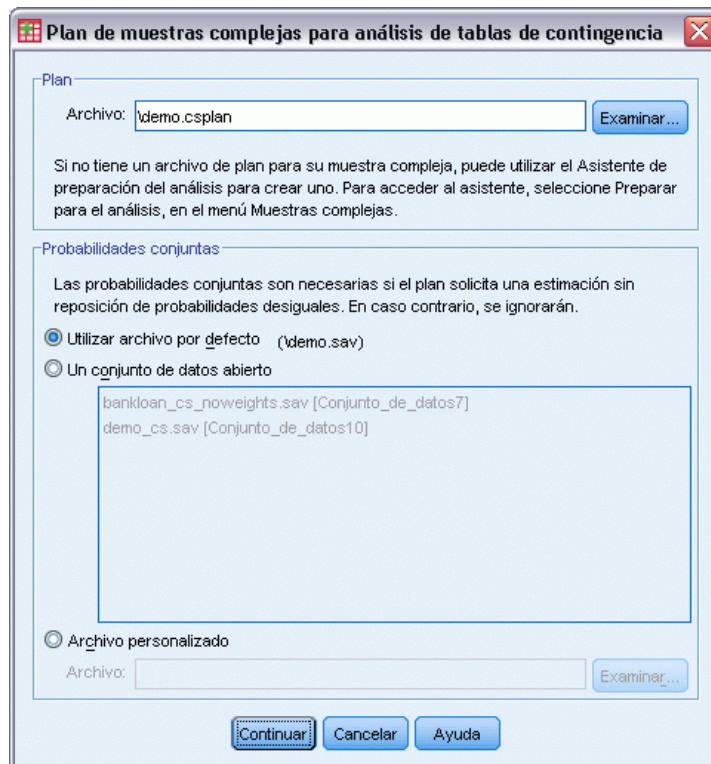 Plan de muestras complejas para análisis de tablas de contingencia
Plan
Archivo: \demo.csplan Examinar...
Si no tiene un archivo de plan para su muestra compleja, puede utilizar el Asistente de
preparación del análisis para crear uno. Para acceder al asistente, seleccione Preparar
para el análisis, en el menú Muestras complejas.
Probabilidades conjuntas
Las probabilidades conjuntas son necesarias si el plan solicita una estimación sin
reposición de probabilidades desiguales. En caso contrario, se ignorarán.
Utilizar archivo por defecto (\demo.sav)
Un conjunto de datos abierto
bankloan_cs_noweights.sav [Conjunto_de_datos7]
demo_cs.sav [Conjunto_de_datos10]
Archivo personalizado
Archivo: Examinar...
Continuar Cancelar Ayuda